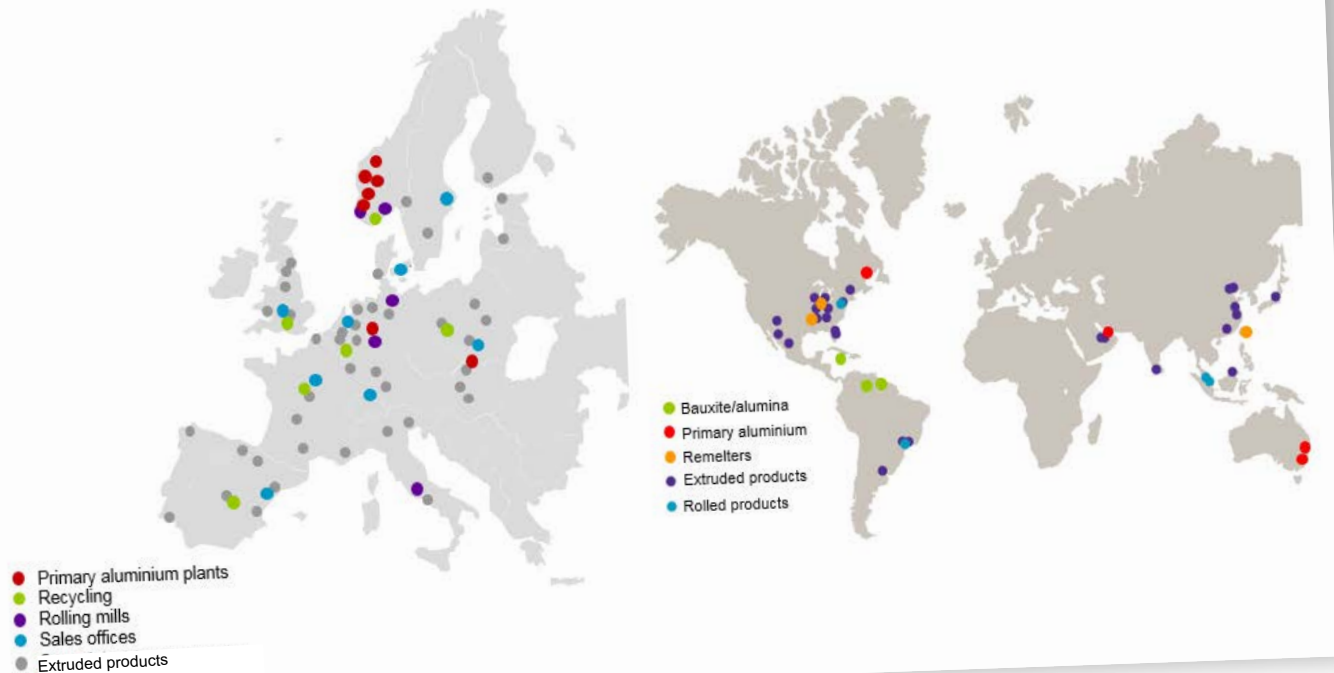 Primary aluminium plants
Recycling
Rolling mills
Sales offices
Extruded products
Bauxite/alumina
Primary aluminium
Remelters
Extruded products
Rolled products